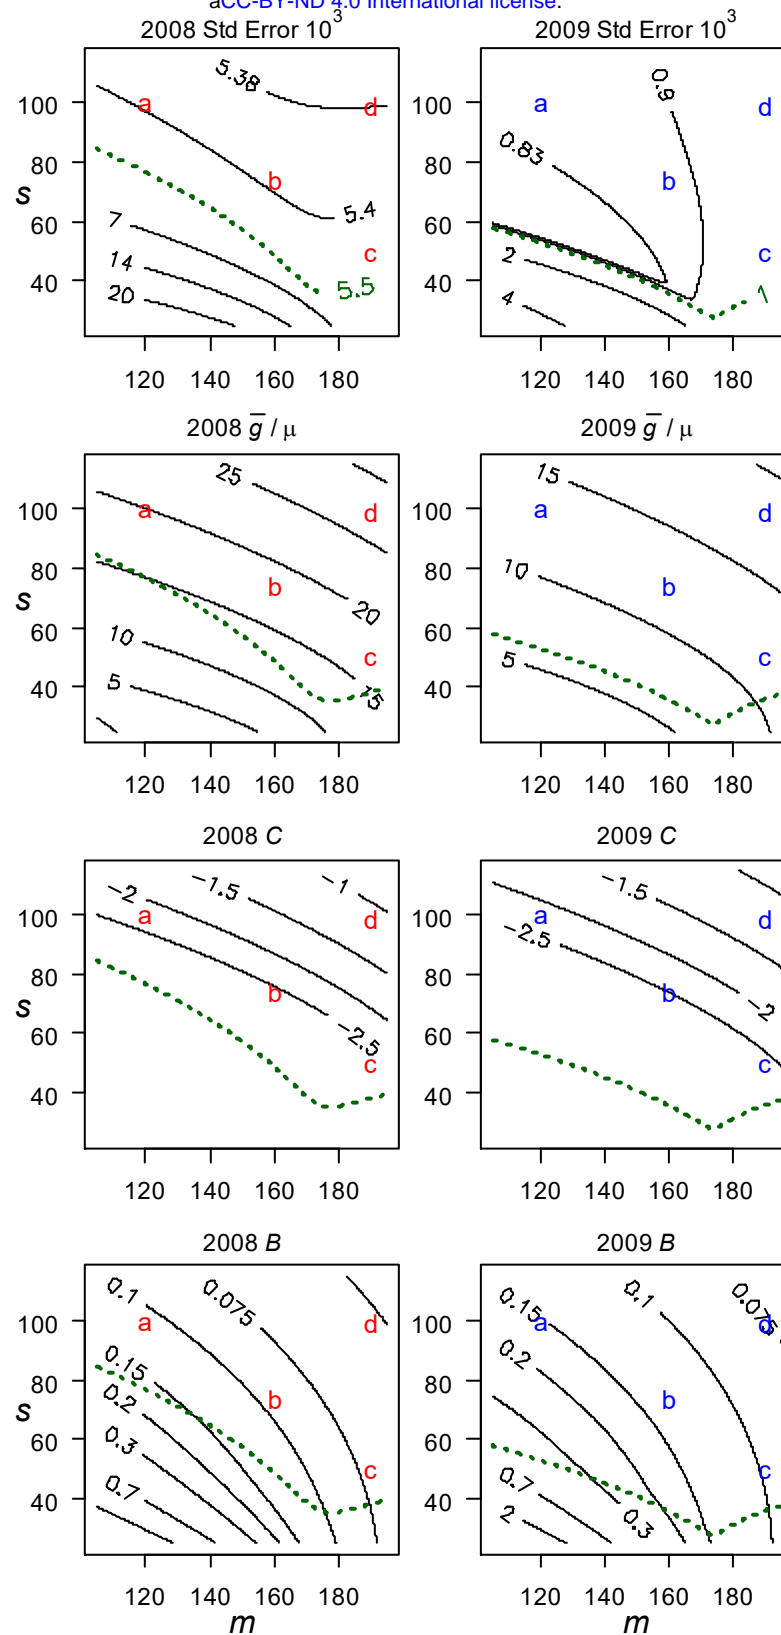 aCC-BY-ND 4.0 International license.
2008 Std Error 10³
2009 Std Error 10³
5.38
5.4
5.5
7
14
20
a
b
c
d
100
80
60
40
s
120 140 160 180
0.9
0.83
2
4
1
a
b
c
d
100
80
60
40
120 140 160 180
2008 g̅ / μ
2009 g̅ / μ
25
20
15
10
5
a
b
c
d
100
80
60
40
s
120 140 160 180
15
10
5
a
b
c
d
100
80
60
40
120 140 160 180
2008 C
2009 C
−2
−1.5
−1
−2.5
a
b
c
d
100
80
60
40
s
120 140 160 180
−1.5
−2.5
−2
a
b
c
d
100
80
60
40
120 140 160 180
2008 B
2009 B
0.1
0.075
0.15
0.2
0.3
0.7
a
b
c
d
100
80
60
40
s
120 140 160 180
m
0.15
0.1
0.075
0.2
0.7
2
0.3
a
b
c
d
100
80
60
40
120 140 160 180
m